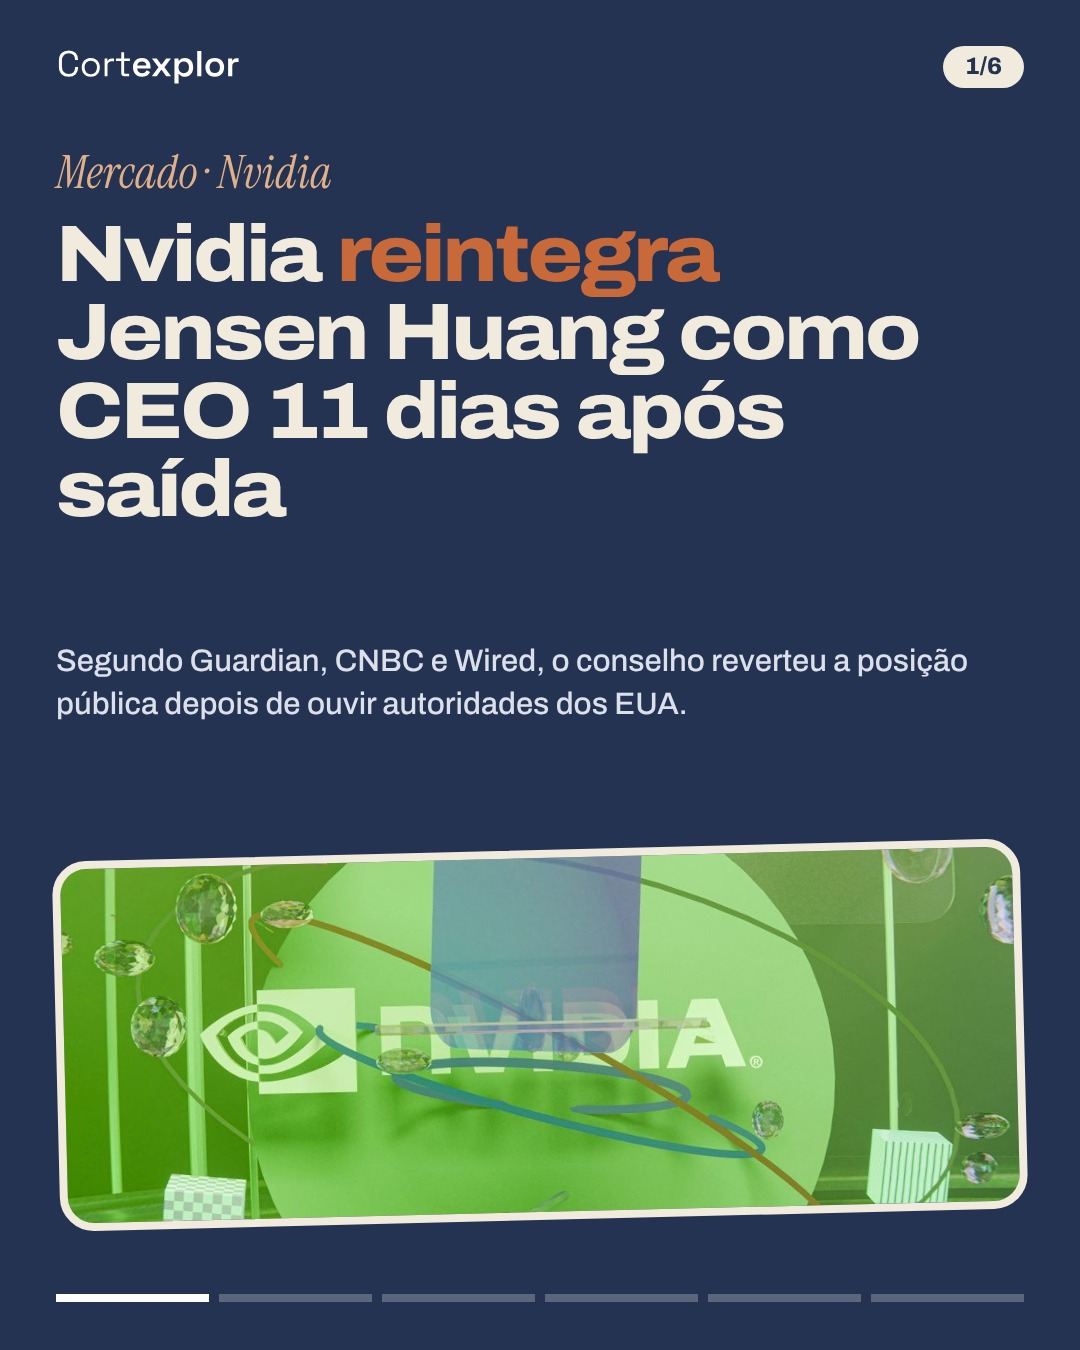 Cortexplor
1/6
Mercado · Nvidia
Nvidia reintegra
Jensen Huang como
CEO 11 dias após
saída
Segundo Guardian, CNBC e Wired, o conselho reverteu a posição
pública depois de ouvir autoridades dos EUA.
NVIDIA®